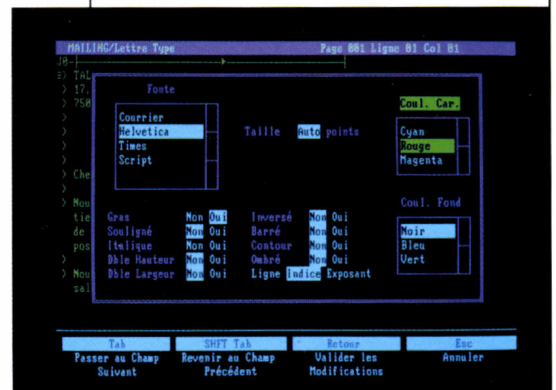 MAILING/Lettre Type Page 001 Ligne 01 Col 01
TAL
17.
750
Che
Nou
tie
de
pos
Nou
sal
Fonte
Courrier
Helvetica
Times
Script
Taille Auto points
Coul. Car.
Cyan
Rouge
Magenta
Gras Non Oui Inversé Non Oui
Souligné Non Oui Barré Non Oui
Italique Non Oui Contour Non Oui
Dble Hauteur Non Oui Ombré Non Oui
Dble Largeur Non Oui Ligne Indice Exposant
Coul. Fond
Noir
Bleu
Vert
Tab SHFT Tab Retour Esc
Passer au Champ Revenir au Champ Valider les Annuler
Suivant Précédent Modifications